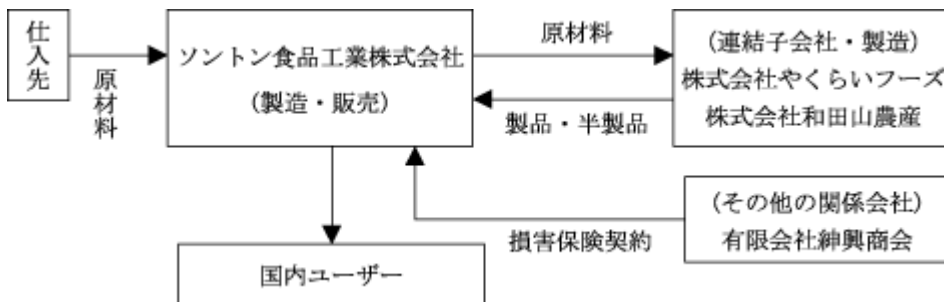 仕入先
原材料
ソントン食品工業株式会社
(製造・販売)
原材料
製品・半製品
(連結子会社・製造)
株式会社やくらいフーズ
株式会社和田山農産
(その他の関係会社)
有限会社紳興商会
損害保険契約
国内ユーザー